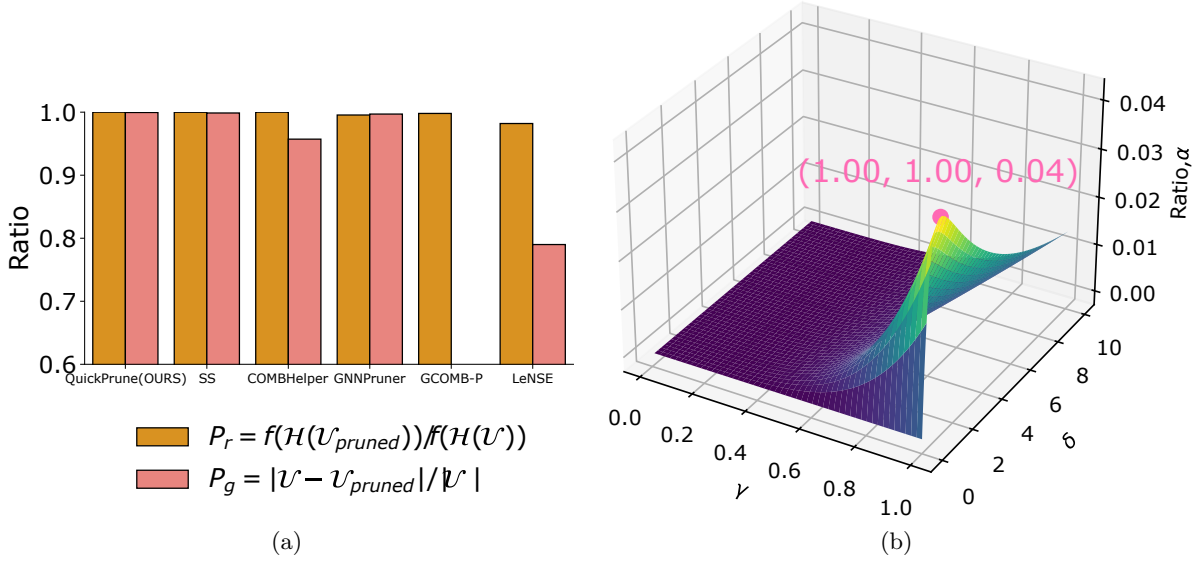 1.0
0.9
0.8
0.7
0.6
Ratio
QuickPrune(OURS) SS COMBHelper GNNPruner GCOMB-P LeNSE
P_r = f(H(U_pruned))/f(H(U))
P_g = |U − U_pruned|/|U|
(a)
(1.00, 1.00, 0.04)
0.04
0.03
0.02
0.01
0.00
Ratio,α
0.0 0.2 0.4 0.6 0.8 1.0
γ
0 2 4 6 8 10
δ
(b)